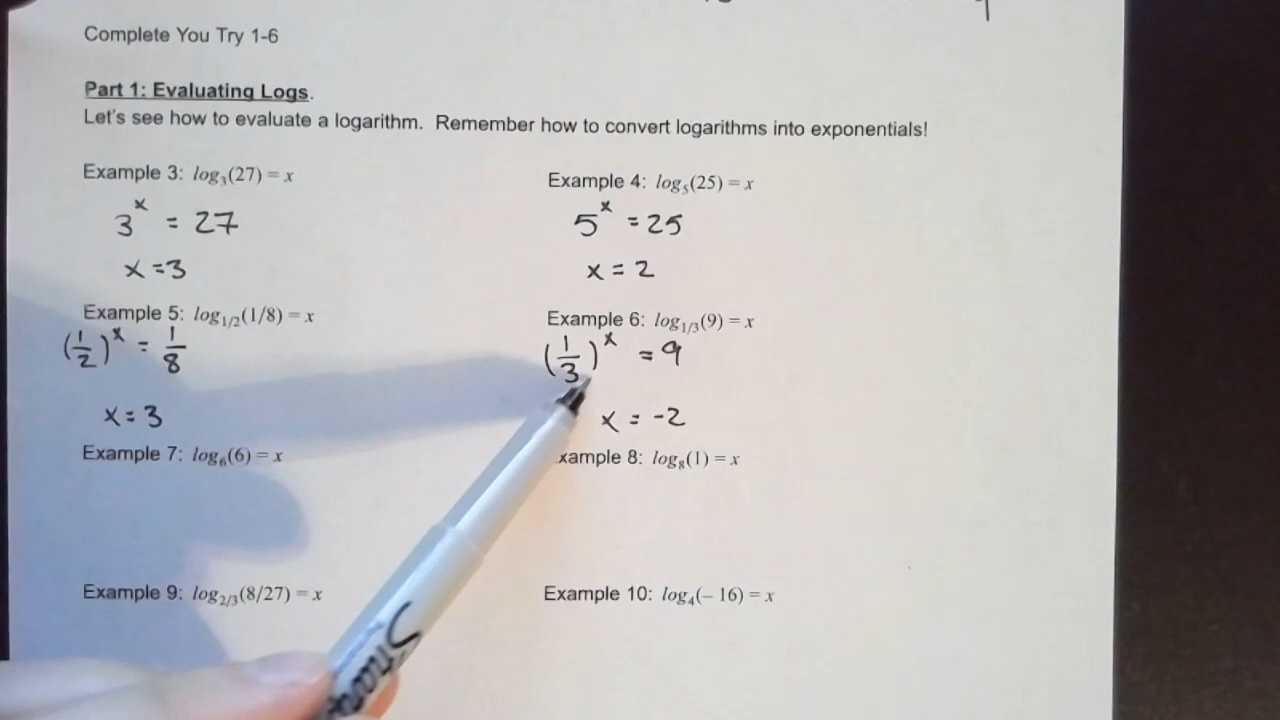 Complete You Try 1-6
Part 1: Evaluating Logs.
Let's see how to evaluate a logarithm. Remember how to convert logarithms into exponentials!
Example 3: log₃(27) = x
3ˣ = 27
x = 3
Example 4: log₅(25) = x
5ˣ = 25
x = 2
Example 5: log₁/₂(1/8) = x
(1/2)ˣ = 1/8
x = 3
Example 6: log₁/₃(9) = x
(1/3)ˣ = 9
x = -2
Example 7: log₆(6) = x
xample 8: log₈(1) = x
Example 9: log₂/₃(8/27) = x
Example 10: log₄(– 16) = x